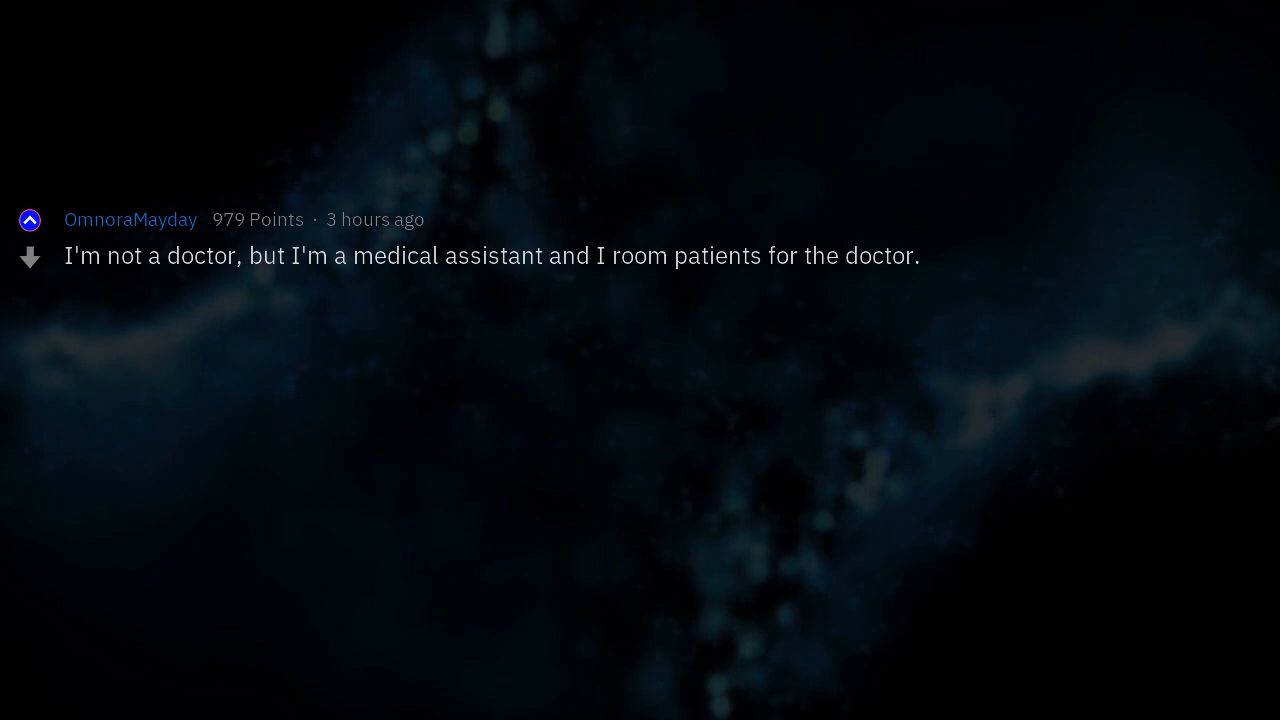 OmnoraMayday 979 Points · 3 hours ago
I'm not a doctor, but I'm a medical assistant and I room patients for the doctor.